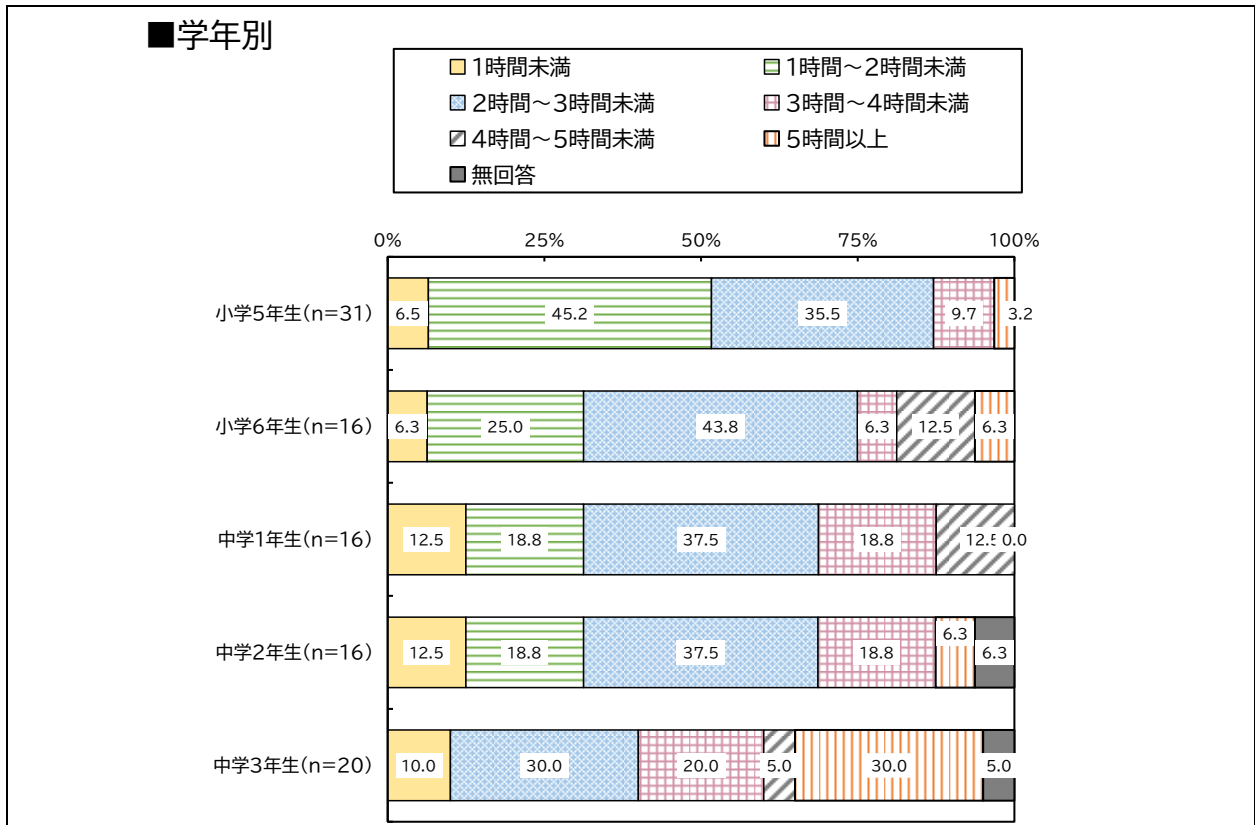 ■学年別
1時間未満 1時間～2時間未満
2時間～3時間未満 3時間～4時間未満
4時間～5時間未満 5時間以上
無回答
0% 25% 50% 75% 100%
小学5年生(n=31) 6.5 45.2 35.5 9.7 3.2
小学6年生(n=16) 6.3 25.0 43.8 6.3 12.5 6.3
中学1年生(n=16) 12.5 18.8 37.5 18.8 12.5 0.0
中学2年生(n=16) 12.5 18.8 37.5 18.8 6.3 6.3
中学3年生(n=20) 10.0 30.0 20.0 5.0 30.0 5.0